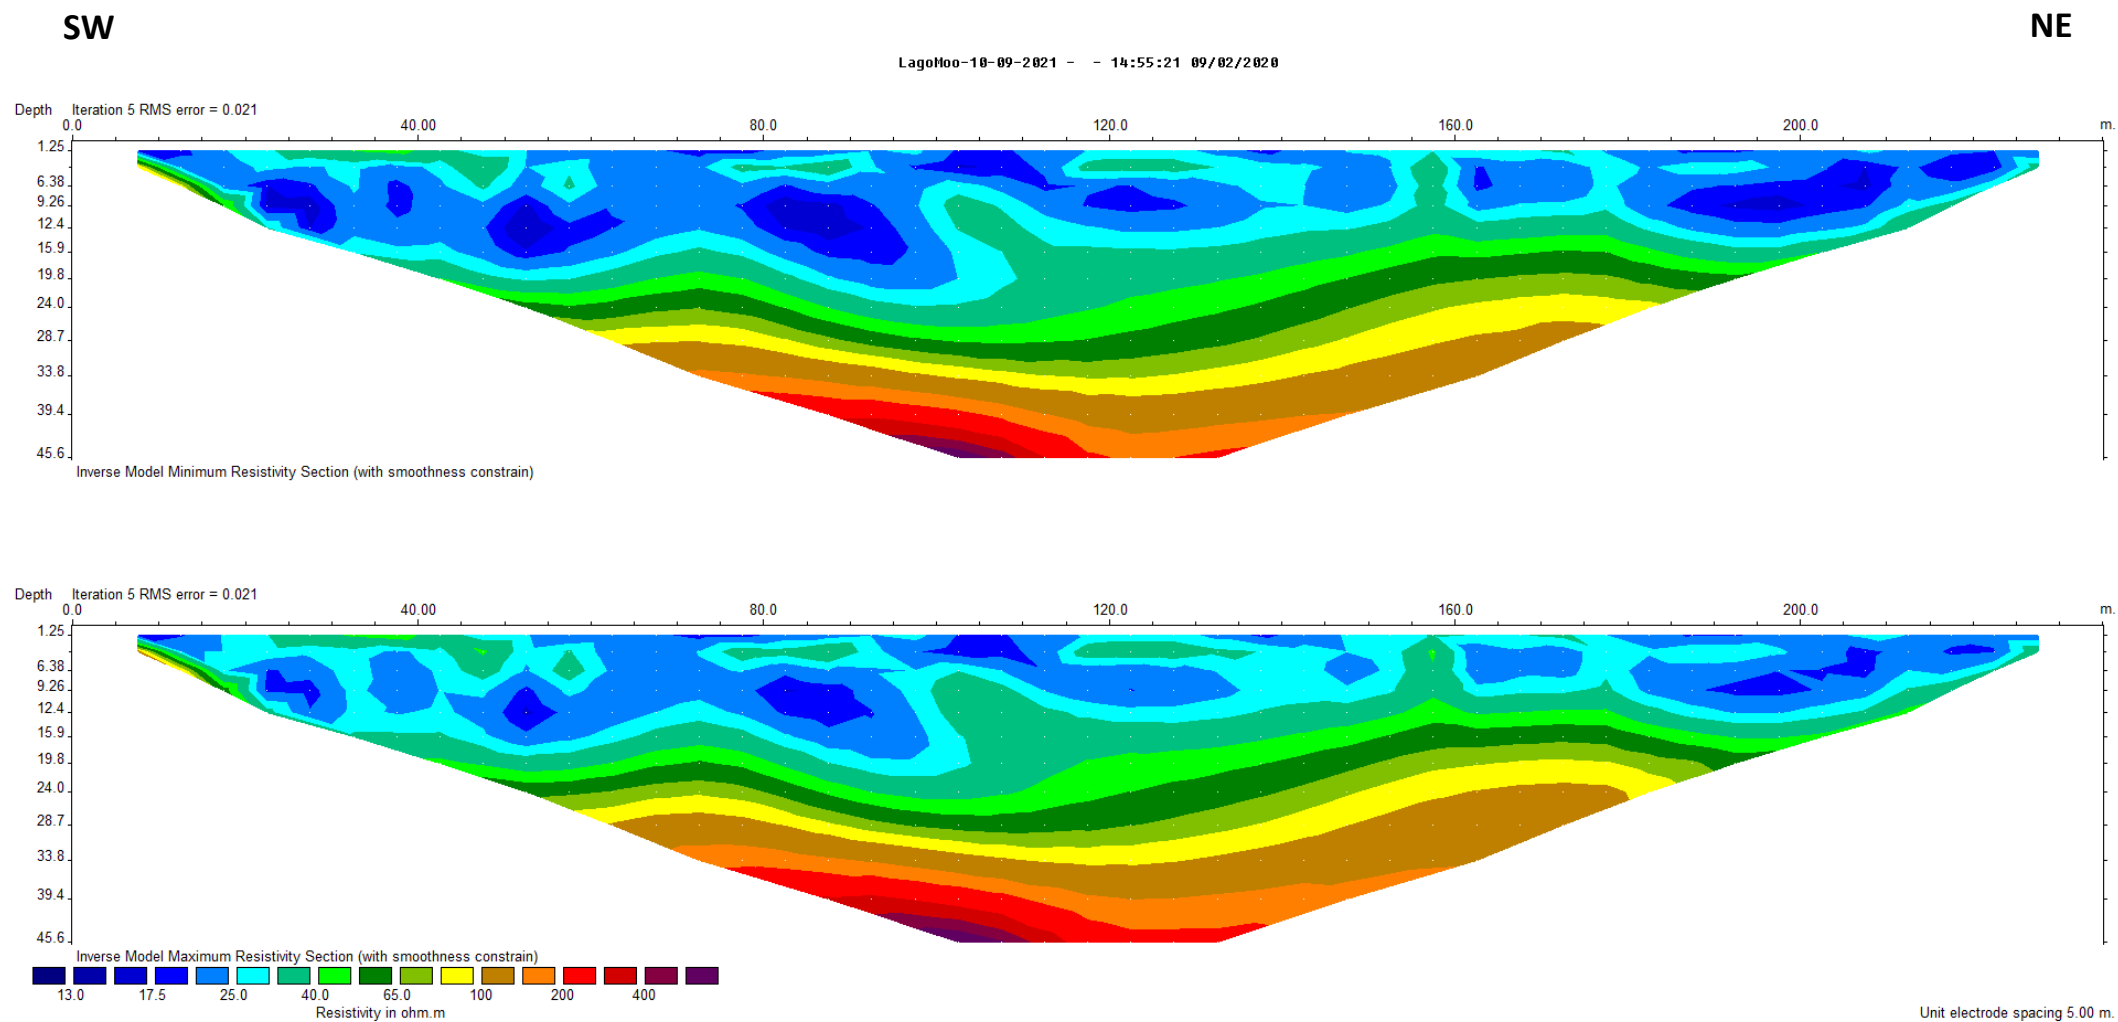 SW NE
LagoMoo-10-09-2021 - - 14:55:21 09/02/2020
Depth Iteration 5 RMS error = 0.021
0.0 40.00 80.0 120.0 160.0 200.0 m.
1.25
6.38
9.26
12.4
15.9
19.8
24.0
28.7
33.8
39.4
45.6
Inverse Model Minimum Resistivity Section (with smoothness constrain)
Depth Iteration 5 RMS error = 0.021
0.0 40.00 80.0 120.0 160.0 200.0 m.
1.25
6.38
9.26
12.4
15.9
19.8
24.0
28.7
33.8
39.4
45.6
Inverse Model Maximum Resistivity Section (with smoothness constrain)
13.0 17.5 25.0 40.0 65.0 100 200 400
Resistivity in ohm.m Unit electrode spacing 5.00 m.